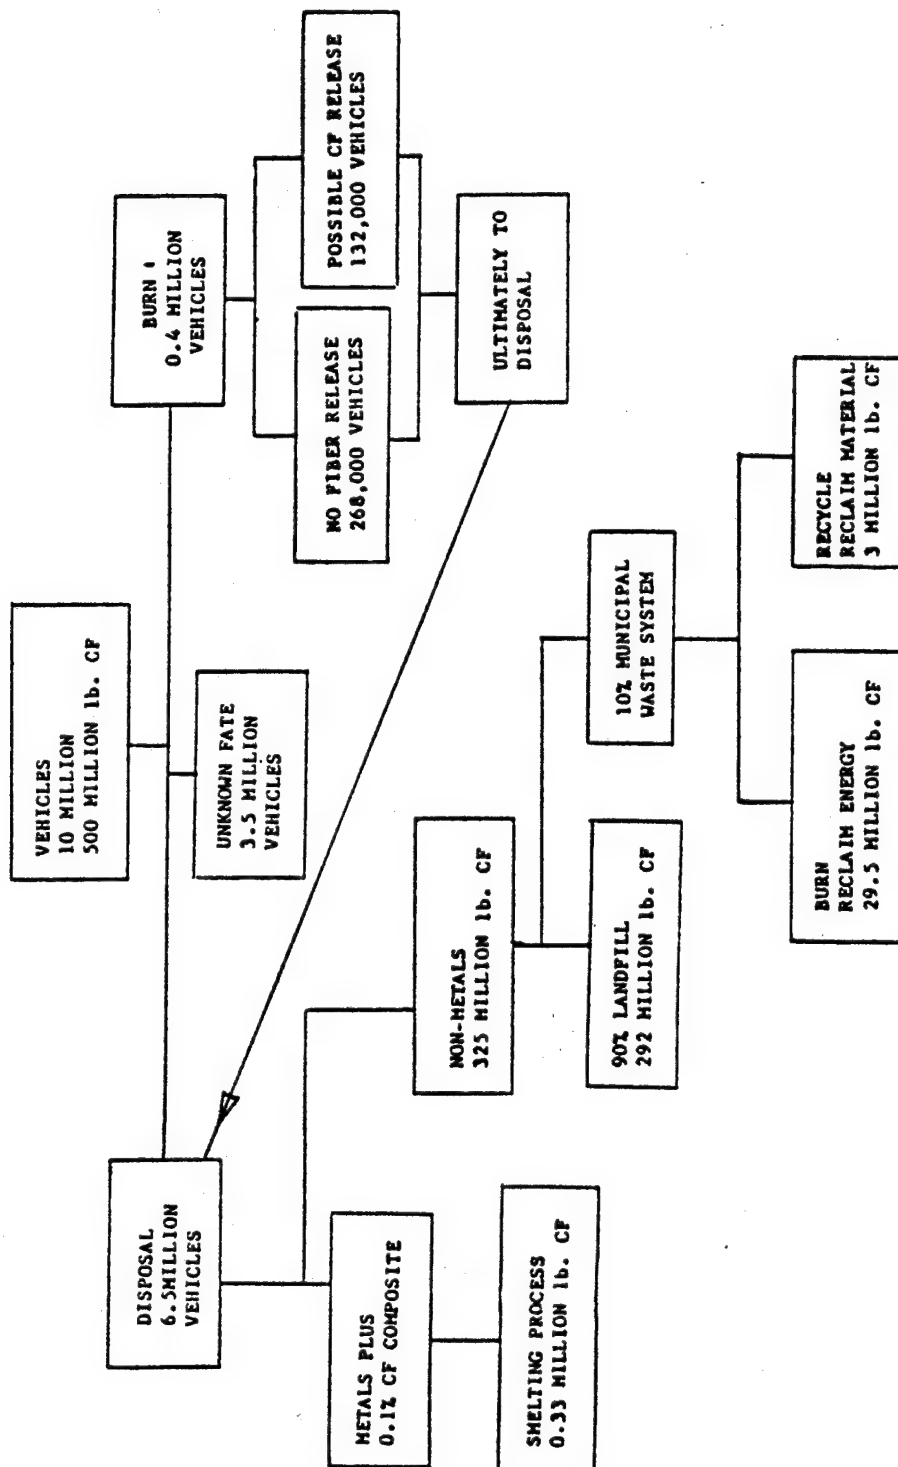 VEHICLES
10 MILLION
500 MILLION lb. CF
DISPOSAL
6.5MILLION
VEHICLES
UNKNOWN FATE
3.5 MILLION
VEHICLES
BURN
0.4 MILLION
VEHICLES
METALS PLUS
0.1% CF COMPOSITE
NON-METALS
325 MILLION lb. CF
NO FIBER RELEASE
268,000 VEHICLES
POSSIBLE CF RELEASE
132,000 VEHICLES
SMELTING PROCESS
0.33 MILLION lb. CF
90% LANDFILL
292 MILLION lb. CF
10% MUNICIPAL
WASTE SYSTEM
ULTIMATELY TO
DISPOSAL
BURN
RECLAIM ENERGY
29.5 MILLION lb. CF
RECYCLE
RECLAIM MATERIAL
3 MILLION lb. CF